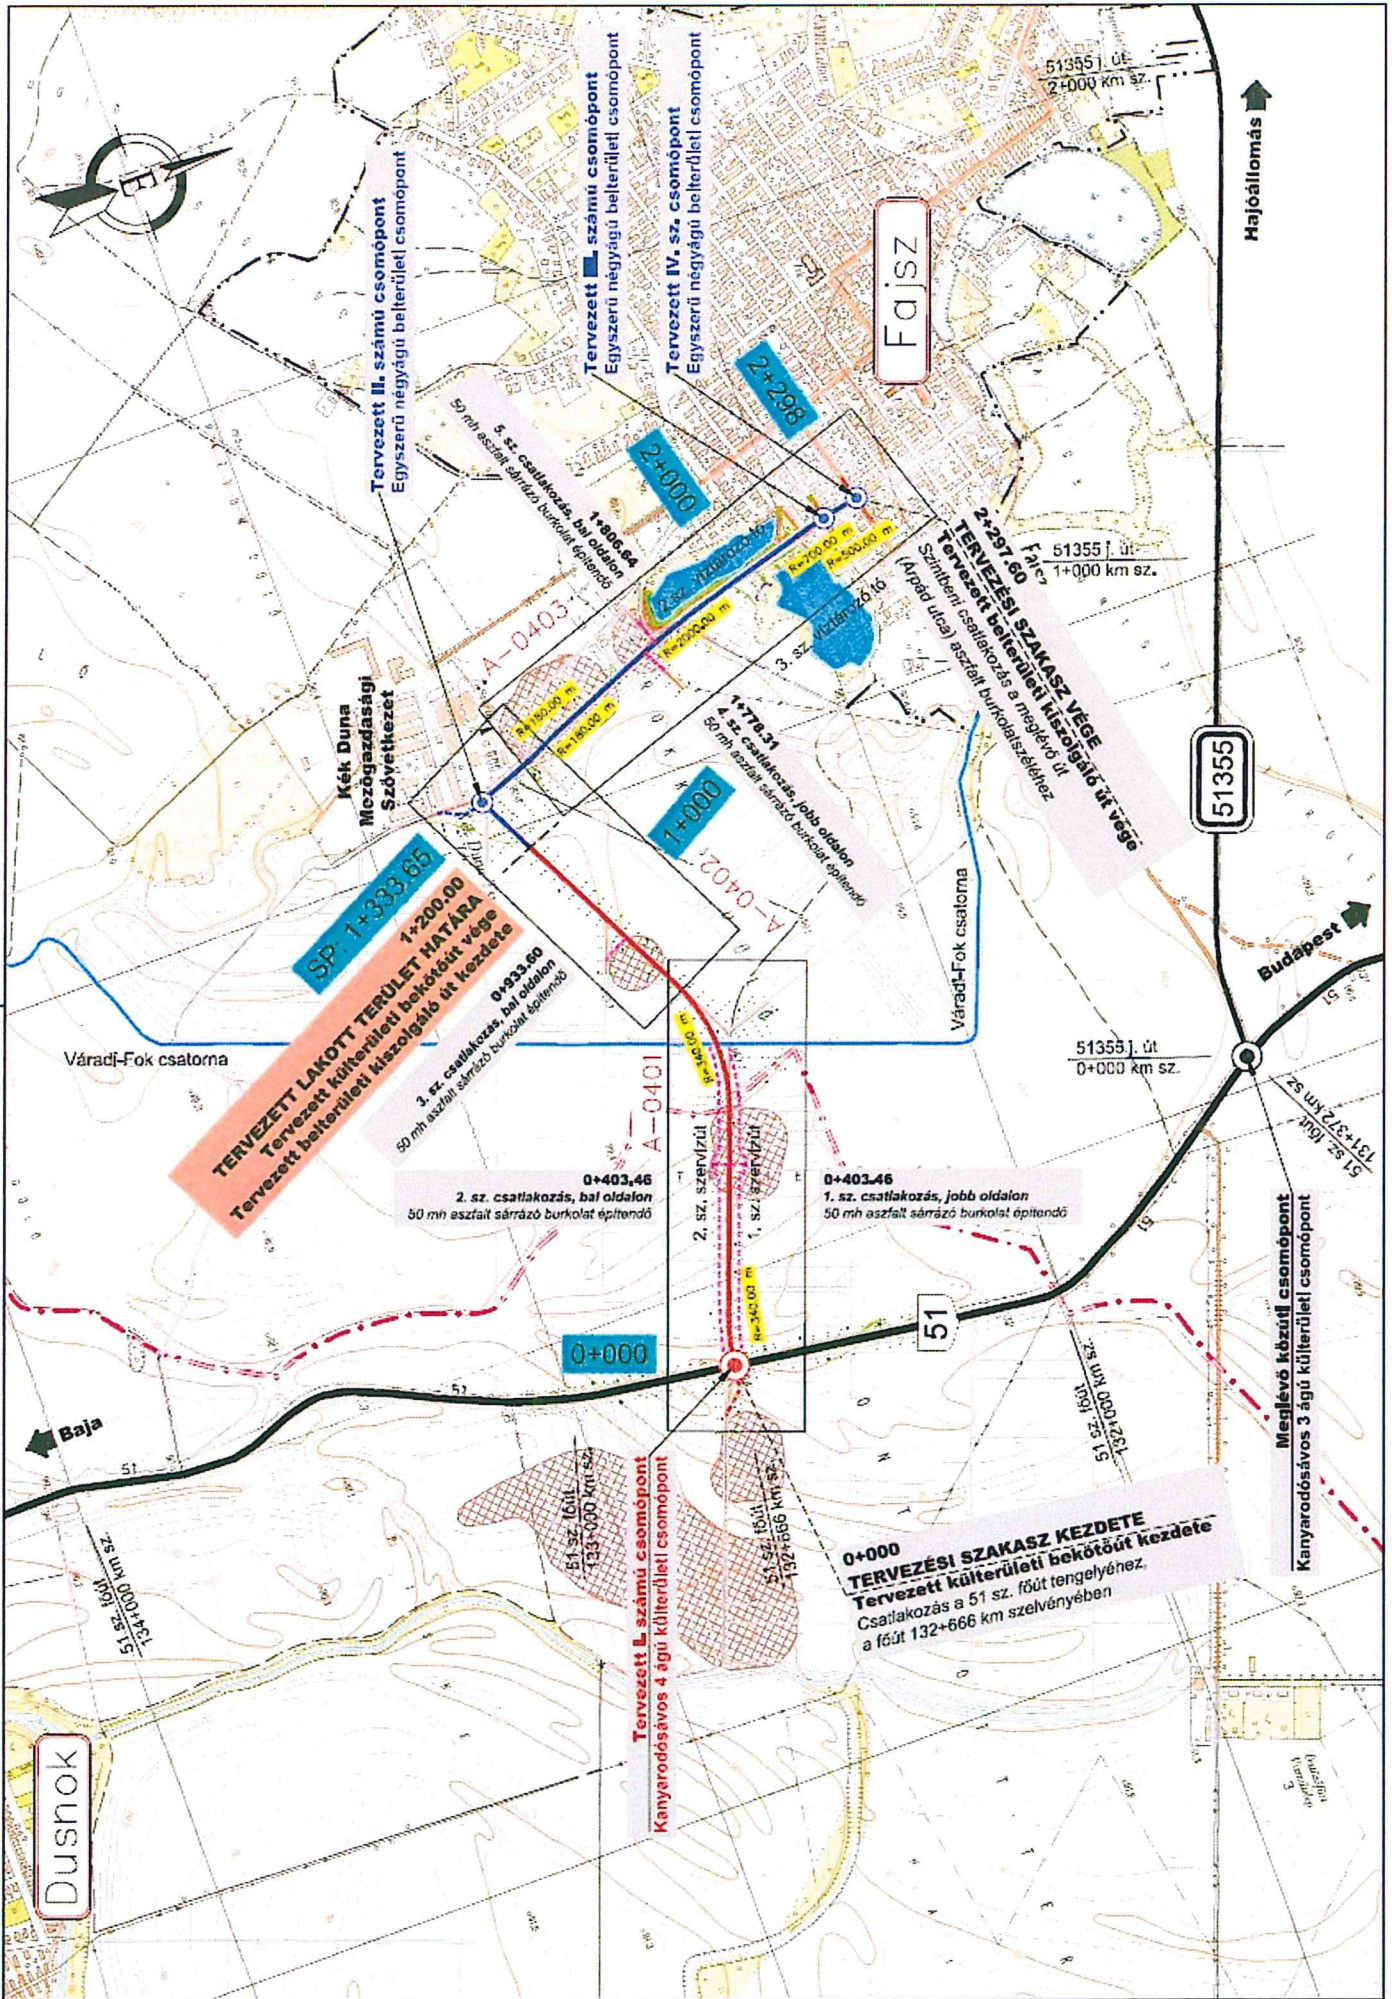 51355 j. út
2+000 km sz.
Hajóállomás
Tervezett II. számú csomópont
Egyszerű négyágú belterületi csomópont
számú csomópont
Egyszerű négyágú belterületi csomópont
Tervezett IV. sz. csomópont
Egyszerű négyágú belterületi csomópont
Fajsz
2+298
2+000
5. sz. csatlakozás, bal oldalon
50 mh aszfalt sárrázó burkolat építendő
1+806.64
A-0403
2. sz. víztározó tó
3. sz. víztározó tó
R=200.00 m
R=500.00 m
R=2000.00 m
R=180.00 m
R=180.00 m
51355 j. út
1+000 km sz.
2+297.60
TERVEZÉSI SZAKASZ VÉGE
Tervezett belterületi kiszolgáló út vége
Szintbeni csatlakozás a meglévő út
(Árpád utca) aszfalt burkolatszéléhez
Kék Duna
Mezőgazdasági
Szövetkezet
1+778.31
4. sz. csatlakozás, jobb oldalon
50 mh aszfalt sárrázó burkolat építendő
1+000
A-0402
51355
SP: 1+333.65
1+200.00
TERVEZETT LAKOTT TERÜLET HATÁRA
Tervezett külterületi bekötőút vége
Tervezett belterületi kiszolgáló út kezdete
0+933.60
3. sz. csatlakozás, bal oldalon
50 mh aszfalt sárrázó burkolat építendő
Váradi-Fok csatorna
Váradi-Fok csatorna
Budapest
51
51355 j. út
0+000 km sz.
51 sz. főút
131+372 km sz
A-0401
R=340.00 m
2. sz. szervízút
1. sz. szervízút
0+403.46
2. sz. csatlakozás, bal oldalon
50 mh aszfalt sárrázó burkolat építendő
0+403.46
1. sz. csatlakozás, jobb oldalon
50 mh aszfalt sárrázó burkolat építendő
R=340.00 m
51
51
0+000
51
51
Baja
51 sz. főút
134+000 km sz.
51 sz. főút
133+000 km sz.
51 sz. főút
132+666 km sz.
51 sz. főút
132+000 km sz.
Meglévő közúti csomópont
Kanyarodósávos 3 ágú külterületi csomópont
Tervezett I. számú csomópont
Kanyarodósávos 4 ágú külterületi csomópont
0+000
TERVEZÉSI SZAKASZ KEZDETE
Tervezett külterületi bekötőút kezdete
Csatlakozás a 51 sz. főút tengelyéhez,
a főút 132+666 km szelvényében
Dusnok